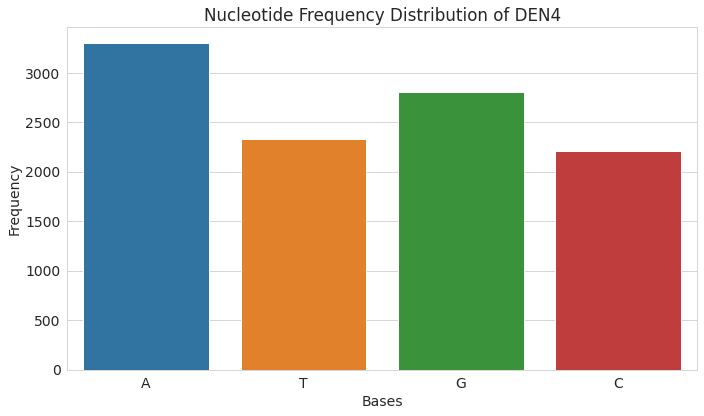 Nucleotide Frequency Distribution of DEN4
Frequency
3000
2500
2000
1500
1000
500
0
A T G C
Bases